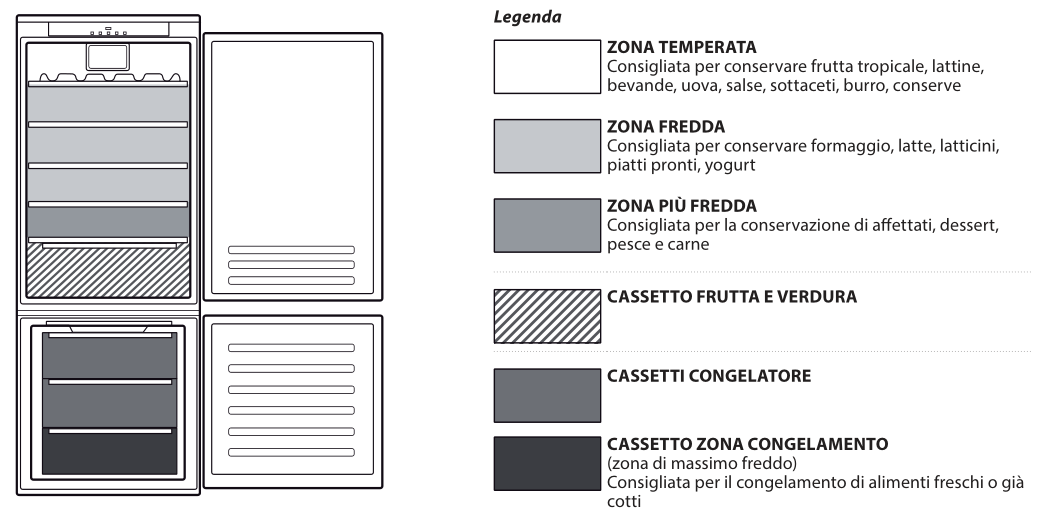 Legenda
ZONA TEMPERATA
Consigliata per conservare frutta tropicale, lattine,
bevande, uova, salse, sottaceti, burro, conserve
ZONA FREDDA
Consigliata per conservare formaggio, latte, latticini,
piatti pronti, yogurt
ZONA PIÙ FREDDA
Consigliata per la conservazione di affettati, dessert,
pesce e carne
CASSETTO FRUTTA E VERDURA
CASSETTI CONGELATORE
CASSETTO ZONA CONGELAMENTO
(zona di massimo freddo)
Consigliata per il congelamento di alimenti freschi o già
cotti